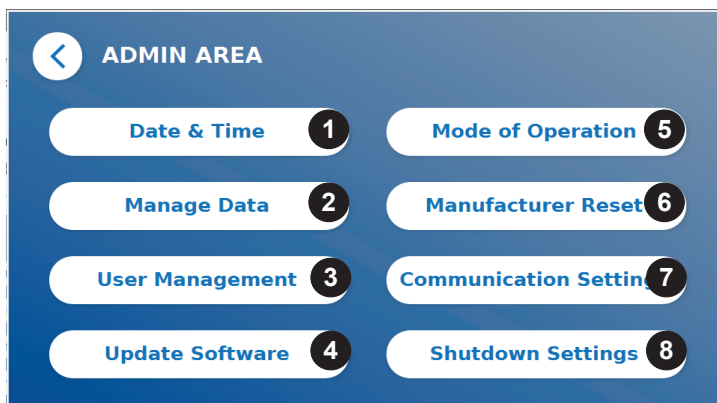 ADMIN AREA
Date & Time 1
Manage Data 2
User Management 3
Update Software 4
Mode of Operation 5
Manufacturer Reset 6
Communication Setting 7
Shutdown Settings 8